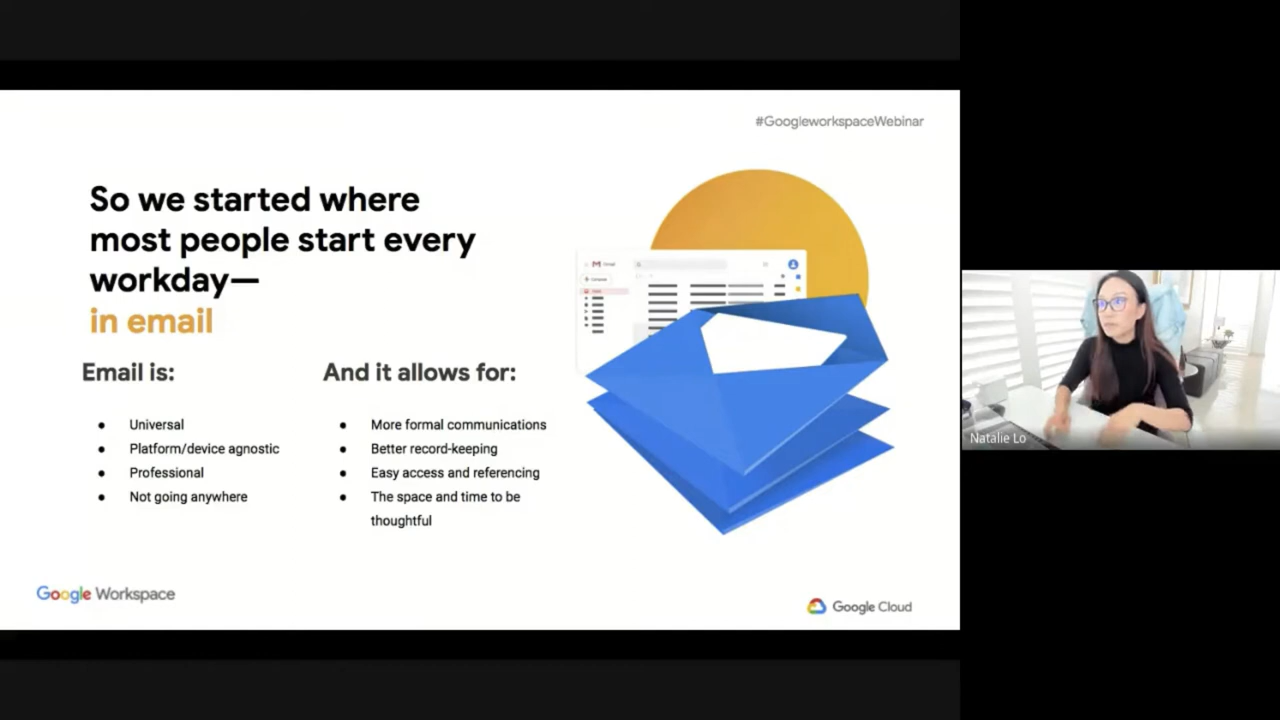 #GoogleworkspaceWebinar
So we started where
most people start every
workday—
in email
Email is:
● Universal
● Platform/device agnostic
● Professional
● Not going anywhere
And it allows for:
● More formal communications
● Better record-keeping
● Easy access and referencing
● The space and time to be
thoughtful
Gmail
Compose
Google Workspace
Google Cloud
Natalie Lo